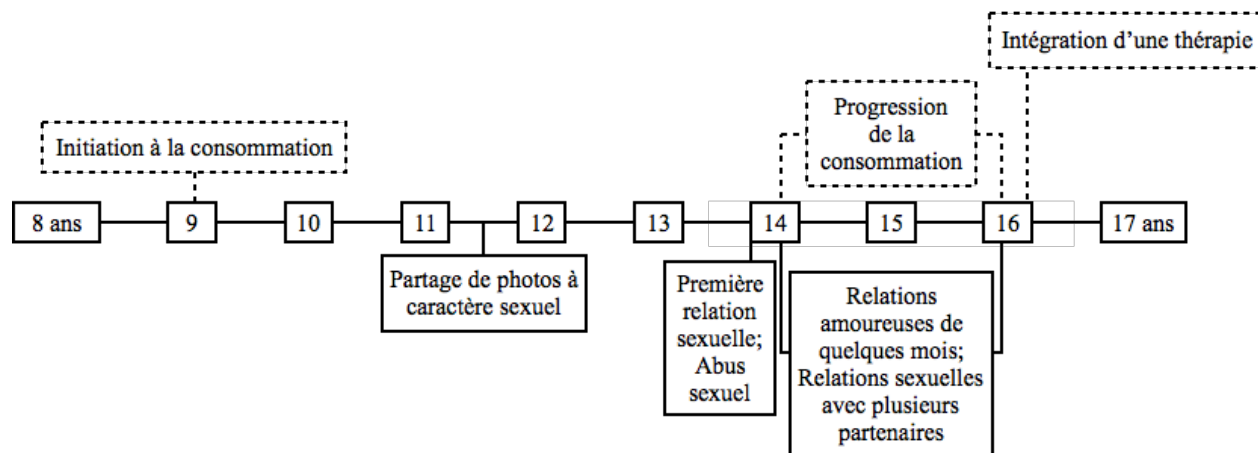 Intégration d'une thérapie
Progression
de la
consommation
Initiation à la consommation
8 ans
9
10
11
12
13
14
15
16
17 ans
Partage de photos à
caractère sexuel
Première
relation
sexuelle;
Abus
sexuel
Relations
amoureuses de
quelques mois;
Relations sexuelles
avec plusieurs
partenaires